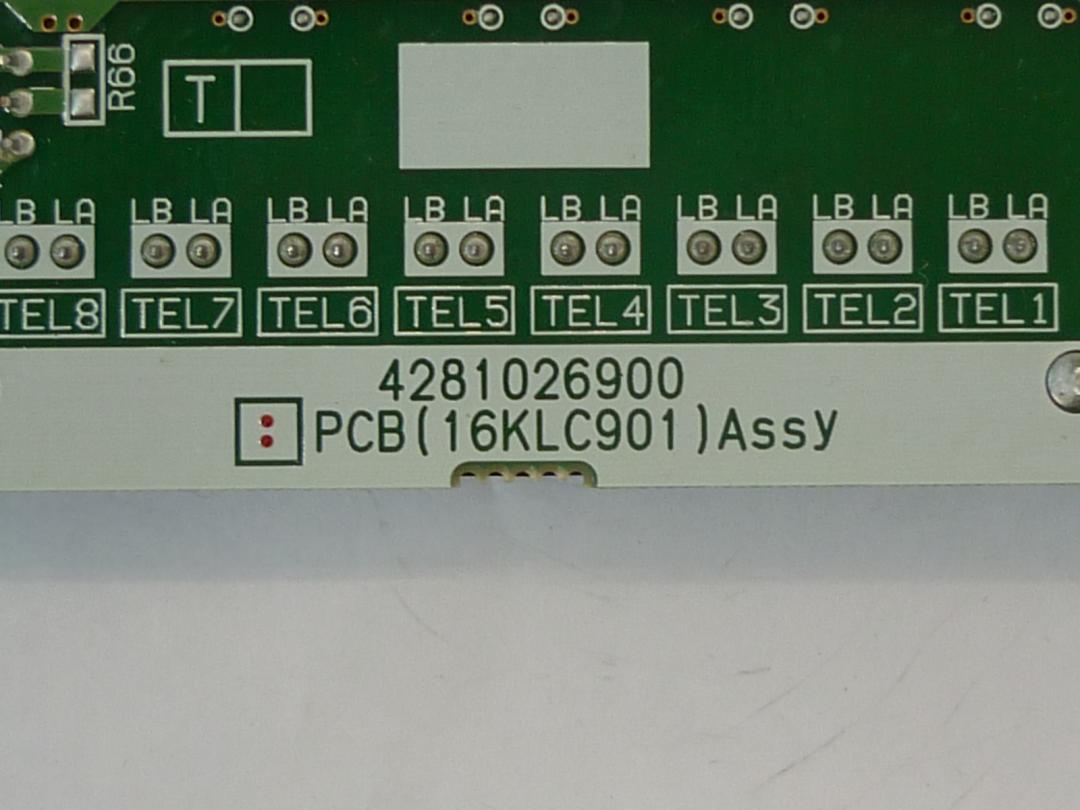 R66
T
LB LA LB LA LB LA LB LA LB LA LB LA LB LA LB LA
TEL8 TEL7 TEL6 TEL5 TEL4 TEL3 TEL2 TEL1
4281026900
PCB(16KLC901)Assy